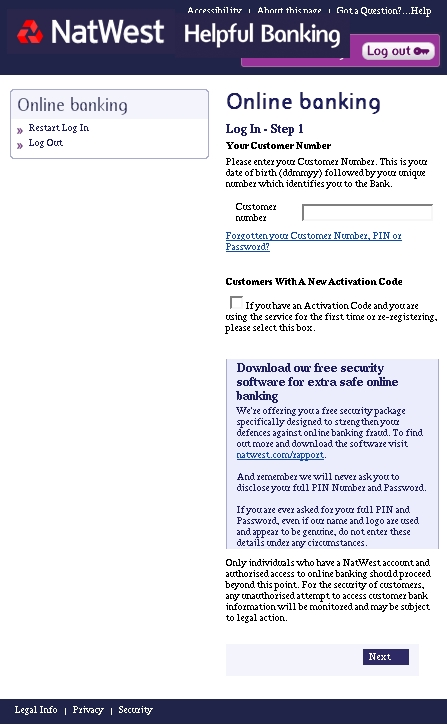 Accessibility | About this page | Got a Question?...Help
NatWest Helpful Banking
Log out
Online banking
Restart Log In
Log Out
Online banking
Log In - Step 1
Your Customer Number
Please enter your Customer Number. This is your
date of birth (ddmmyy) followed by your unique
number which identifies you to the Bank.
Customer
number
Forgotten your Customer Number, PIN or
Password?
Customers With A New Activation Code
If you have an Activation Code and you are
using the service for the first time or re-registering,
please select this box.
Download our free security
software for extra safe online
banking
We're offering you a free security package
specifically designed to strengthen your
defences against online banking fraud. To find
out more and download the software visit
natwest.com/rapport.
And remember we will never ask you to
disclose your full PIN Number and Password.
If you are ever asked for your full PIN and
Password, even if our name and logo are used
and appear to be genuine, do not enter these
details under any circumstances.
Only individuals who have a NatWest account and
authorised access to online banking should proceed
beyond this point. For the security of customers,
any unauthorised attempt to access customer bank
information will be monitored and may be subject
to legal action.
Next
Legal Info | Privacy | Security